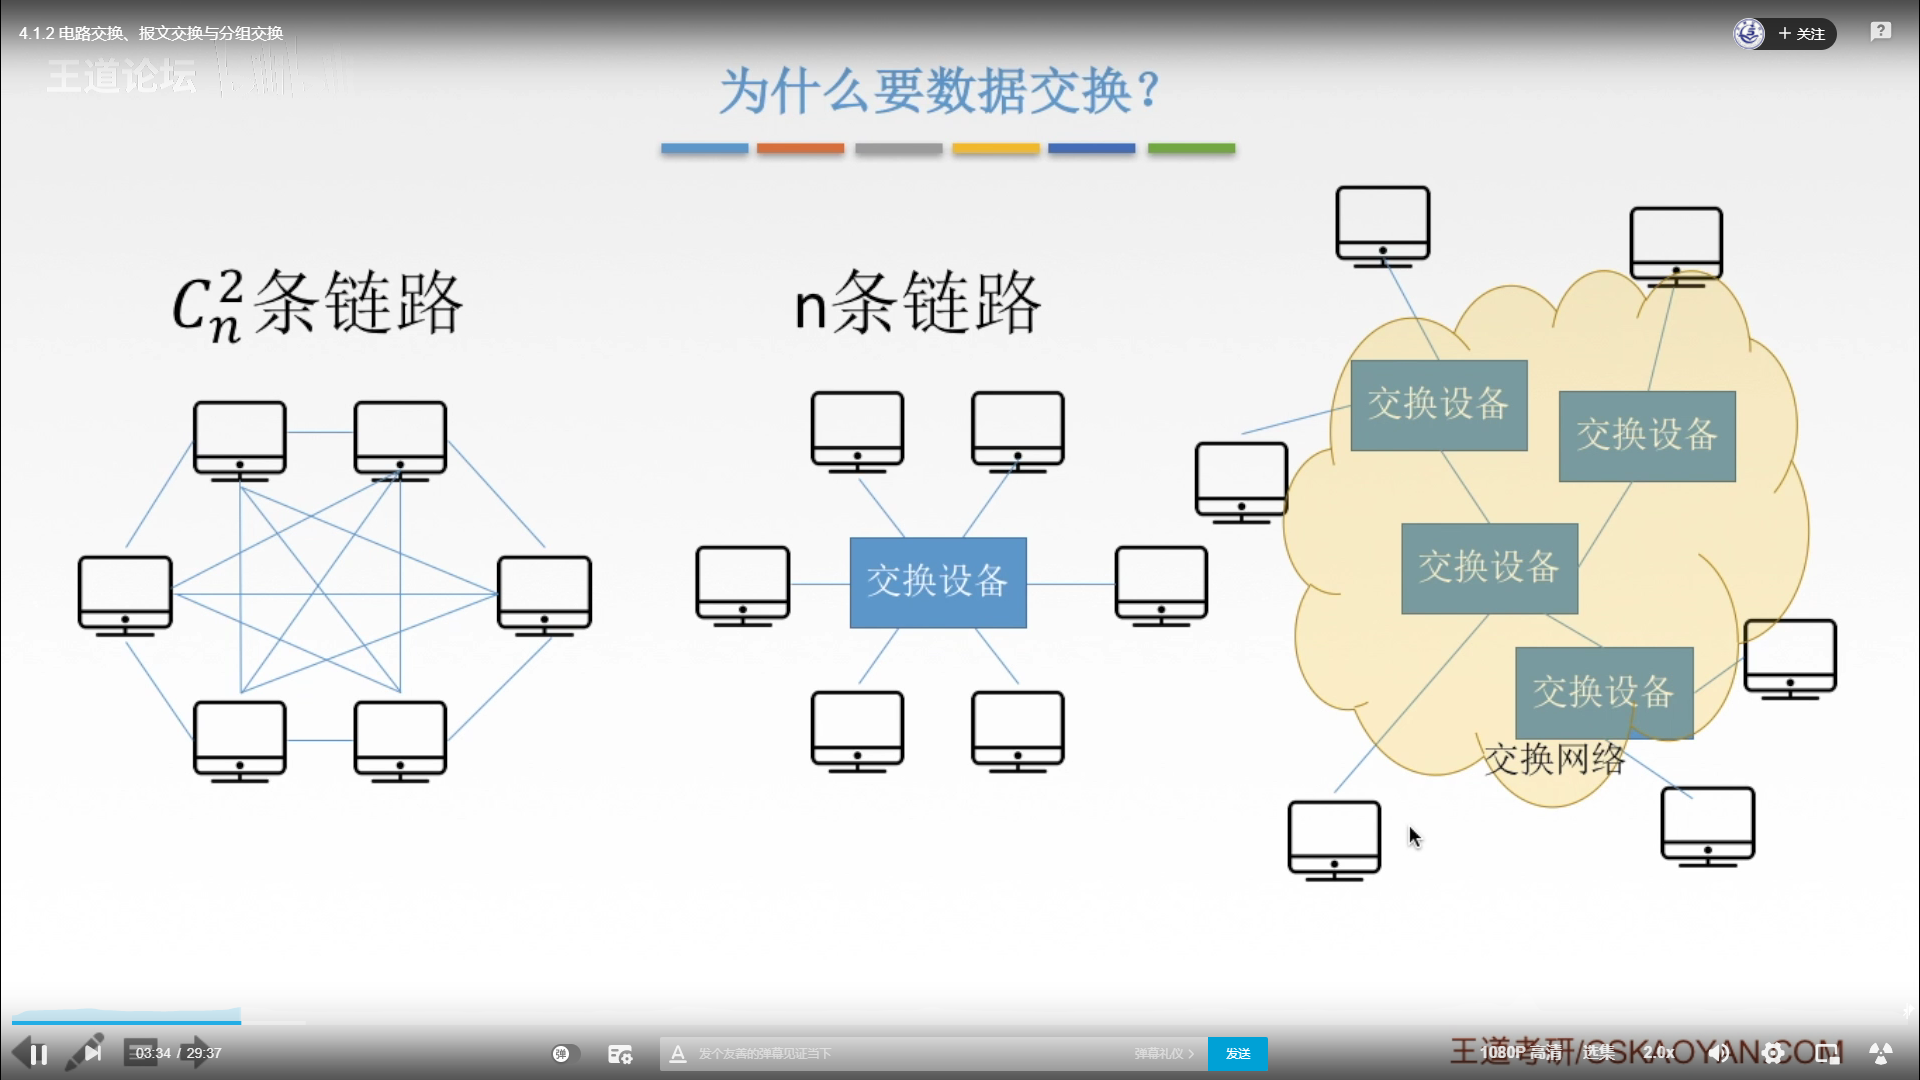 4.1.2 电路交换、报文交换与分组交换
+ 关注
?
王道论坛
为什么要数据交换？
C_n^2条链路
n条链路
交换设备
交换设备
交换设备
交换设备
交换设备
交换网络
03:34 / 29:37
弹
A 发个友善的弹幕见证当下
弹幕礼仪 >
发送
王道考研/CSKAOYAN.COM
1080P 高清
选集
2.0x